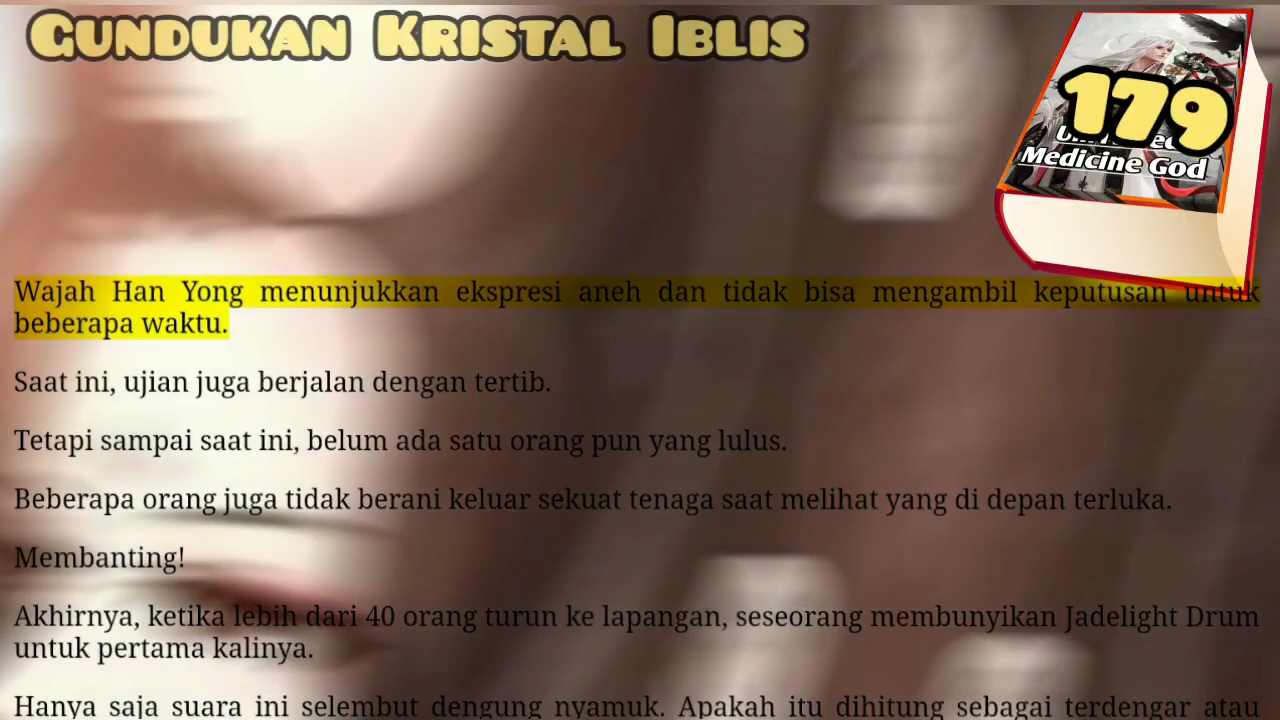 Gundukan Kristal Iblis
179
Medicine God
Wajah Han Yong menunjukkan ekspresi aneh dan tidak bisa mengambil keputusan untuk
beberapa waktu.
Saat ini, ujian juga berjalan dengan tertib.
Tetapi sampai saat ini, belum ada satu orang pun yang lulus.
Beberapa orang juga tidak berani keluar sekuat tenaga saat melihat yang di depan terluka.
Membanting!
Akhirnya, ketika lebih dari 40 orang turun ke lapangan, seseorang membunyikan Jadelight Drum
untuk pertama kalinya.
Hanya saja suara ini selembut dengung nyamuk. Apakah itu dihitung sebagai terdengar atau